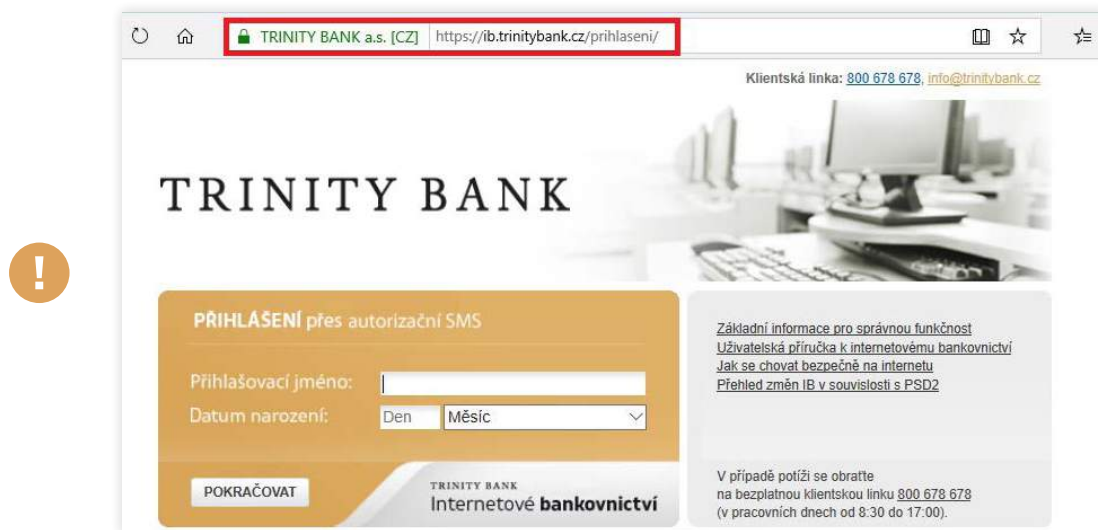 TRINITY BANK a.s. [CZ] https://ib.trinitybank.cz/prihlaseni/
Klientská linka: 800 678 678, info@trinitybank.cz
TRINITY BANK
!
PŘIHLÁŠENÍ přes autorizační SMS
Přihlašovací jméno:
Datum narození: Den Měsíc
POKRAČOVAT
TRINITY BANK
Internetové bankovnictví
Základní informace pro správnou funkčnost
Uživatelská příručka k internetovému bankovnictví
Jak se chovat bezpečně na internetu
Přehled změn IB v souvislosti s PSD2
V případě potíží se obraťte
na bezplatnou klientskou linku 800 678 678
(v pracovních dnech od 8:30 do 17:00).